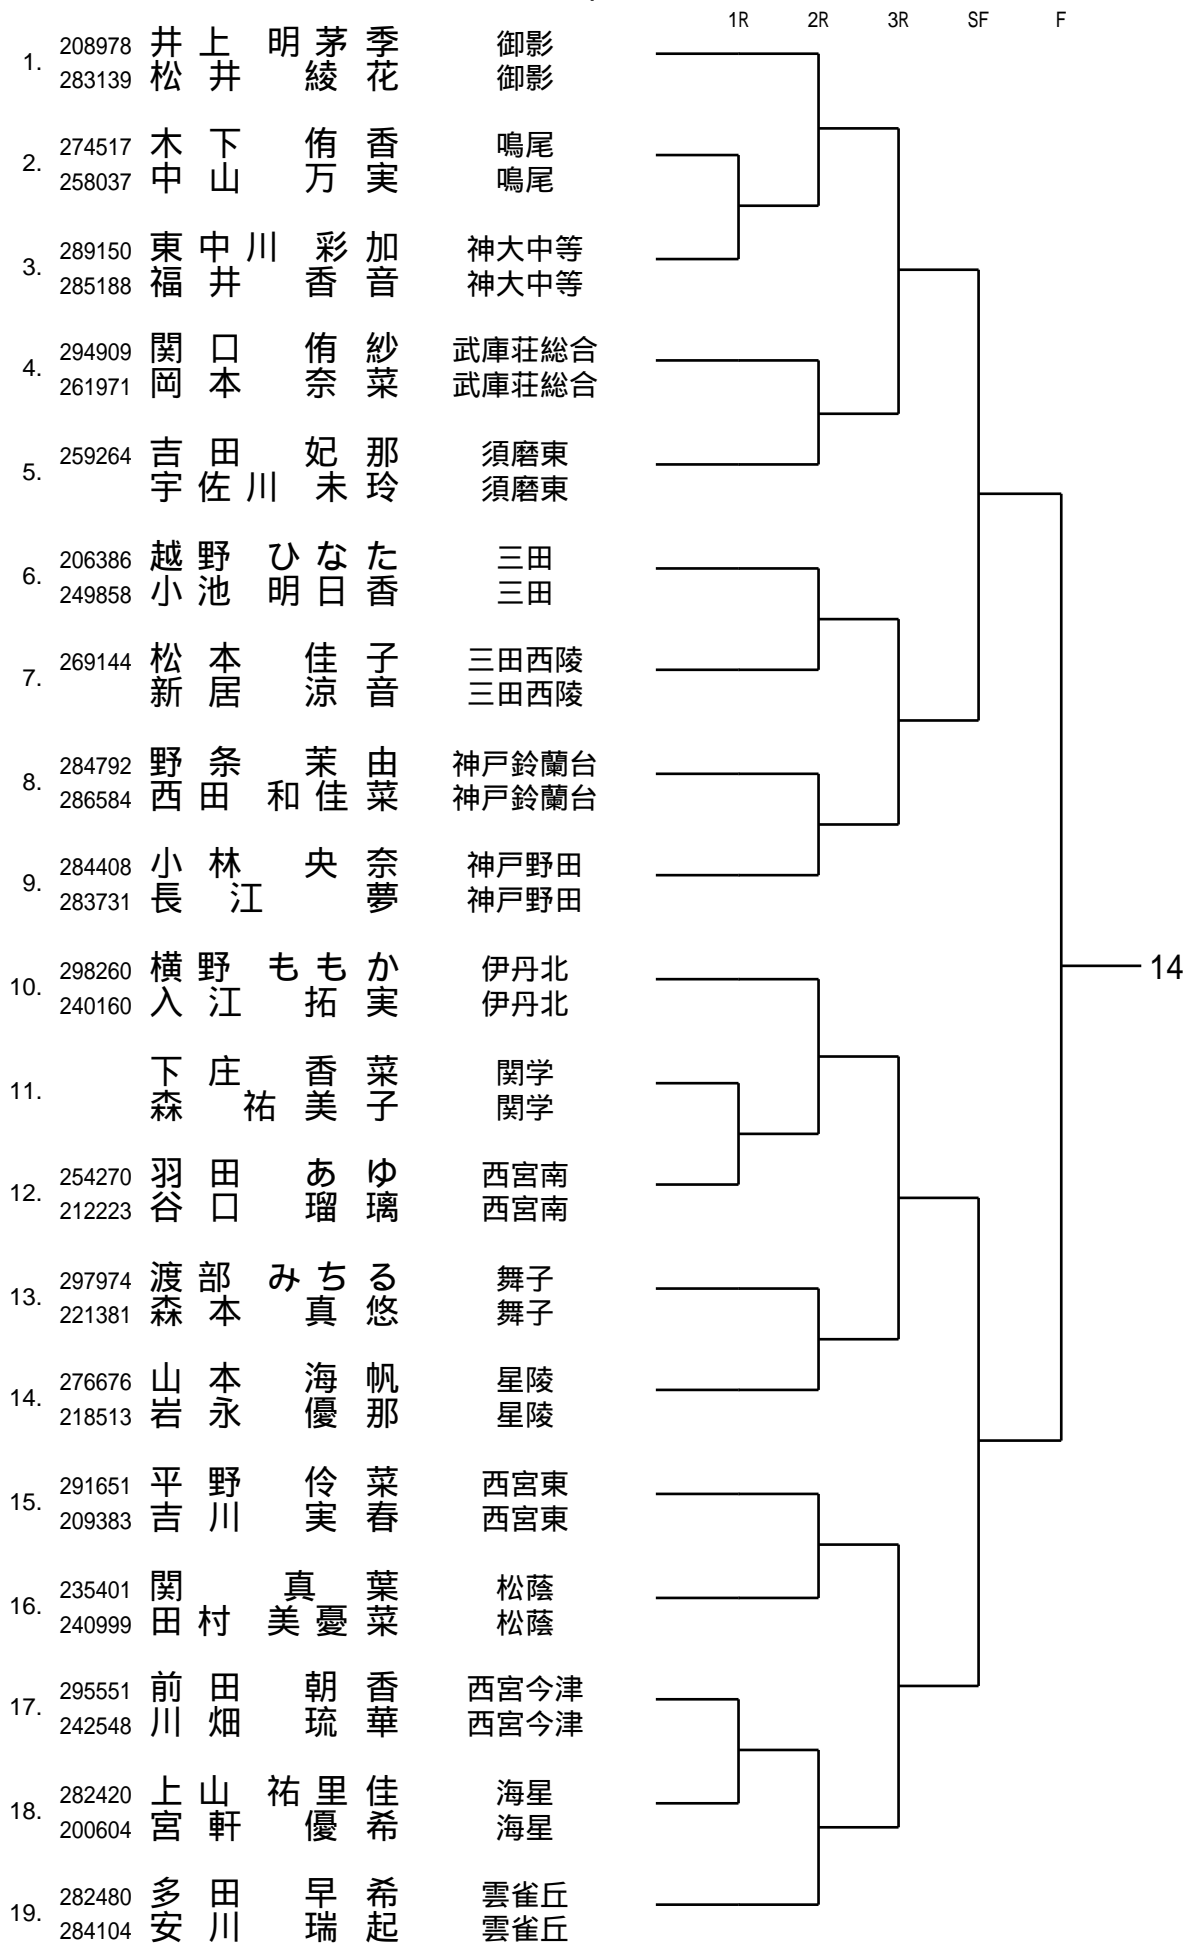 1R 2R 3R SF F
1. 208978 井上 明茅季 御影
283139 松井 綾花 御影
2. 274517 木下 侑香 鳴尾
258037 中山 万実 鳴尾
3. 289150 東中川 彩加 神大中等
285188 福井 香音 神大中等
4. 294909 関口 侑紗 武庫荘総合
261971 岡本 奈菜 武庫荘総合
5. 259264 吉田 妃那 須磨東
宇佐川 未玲 須磨東
6. 206386 越野 ひなた 三田
249858 小池 明日香 三田
7. 269144 松本 佳子 三田西陵
新居 涼音 三田西陵
8. 284792 野条 茉由 神戸鈴蘭台
286584 西田 和佳菜 神戸鈴蘭台
9. 284408 小林 央奈 神戸野田
283731 長江 夢 神戸野田
10. 298260 横野 ももか 伊丹北
240160 入江 拓実 伊丹北
14
11. 下庄 香菜 関学
森 祐美子 関学
12. 254270 羽田 あゆ 西宮南
212223 谷口 瑠璃 西宮南
13. 297974 渡部 みちる 舞子
221381 森本 真悠 舞子
14. 276676 山本 海帆 星陵
218513 岩永 優那 星陵
15. 291651 平野 伶菜 西宮東
209383 吉川 実春 西宮東
16. 235401 関 真葉 松蔭
240999 田村 美憂菜 松蔭
17. 295551 前田 朝香 西宮今津
242548 川畑 琉華 西宮今津
18. 282420 上山 祐里佳 海星
200604 宮軒 優希 海星
19. 282480 多田 早希 雲雀丘
284104 安川 瑞起 雲雀丘